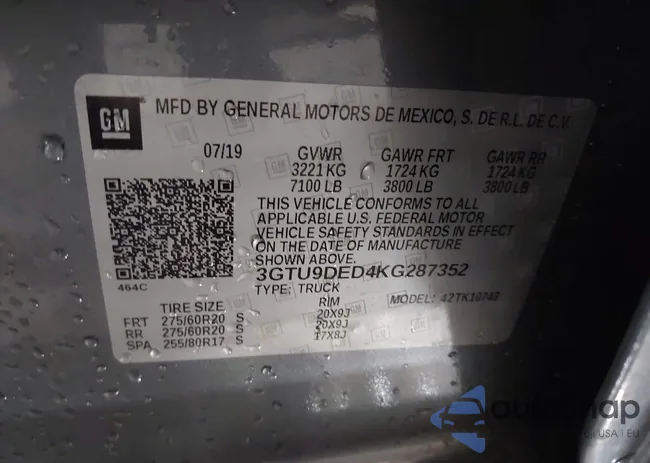 GM
MFD BY GENERAL MOTORS DE MEXICO, S. DE R.L. DE C.V.
07/19 GVWR GAWR FRT GAWR RR
3221 KG 1724 KG 1724 KG
7100 LB 3800 LB 3800 LB
THIS VEHICLE CONFORMS TO ALL
APPLICABLE U.S. FEDERAL MOTOR
VEHICLE SAFETY STANDARDS IN EFFECT
ON THE DATE OF MANUFACTURE
SHOWN ABOVE.
464C
3GTU9DED4KG287352
TYPE: TRUCK MODEL: 42TK10743
TIRE SIZE RIM
FRT 275/60R20 S 20X9J
RR 275/60R20 S 20X9J
SPA 255/80R17 S 17X8J
autosnap
USA | EU